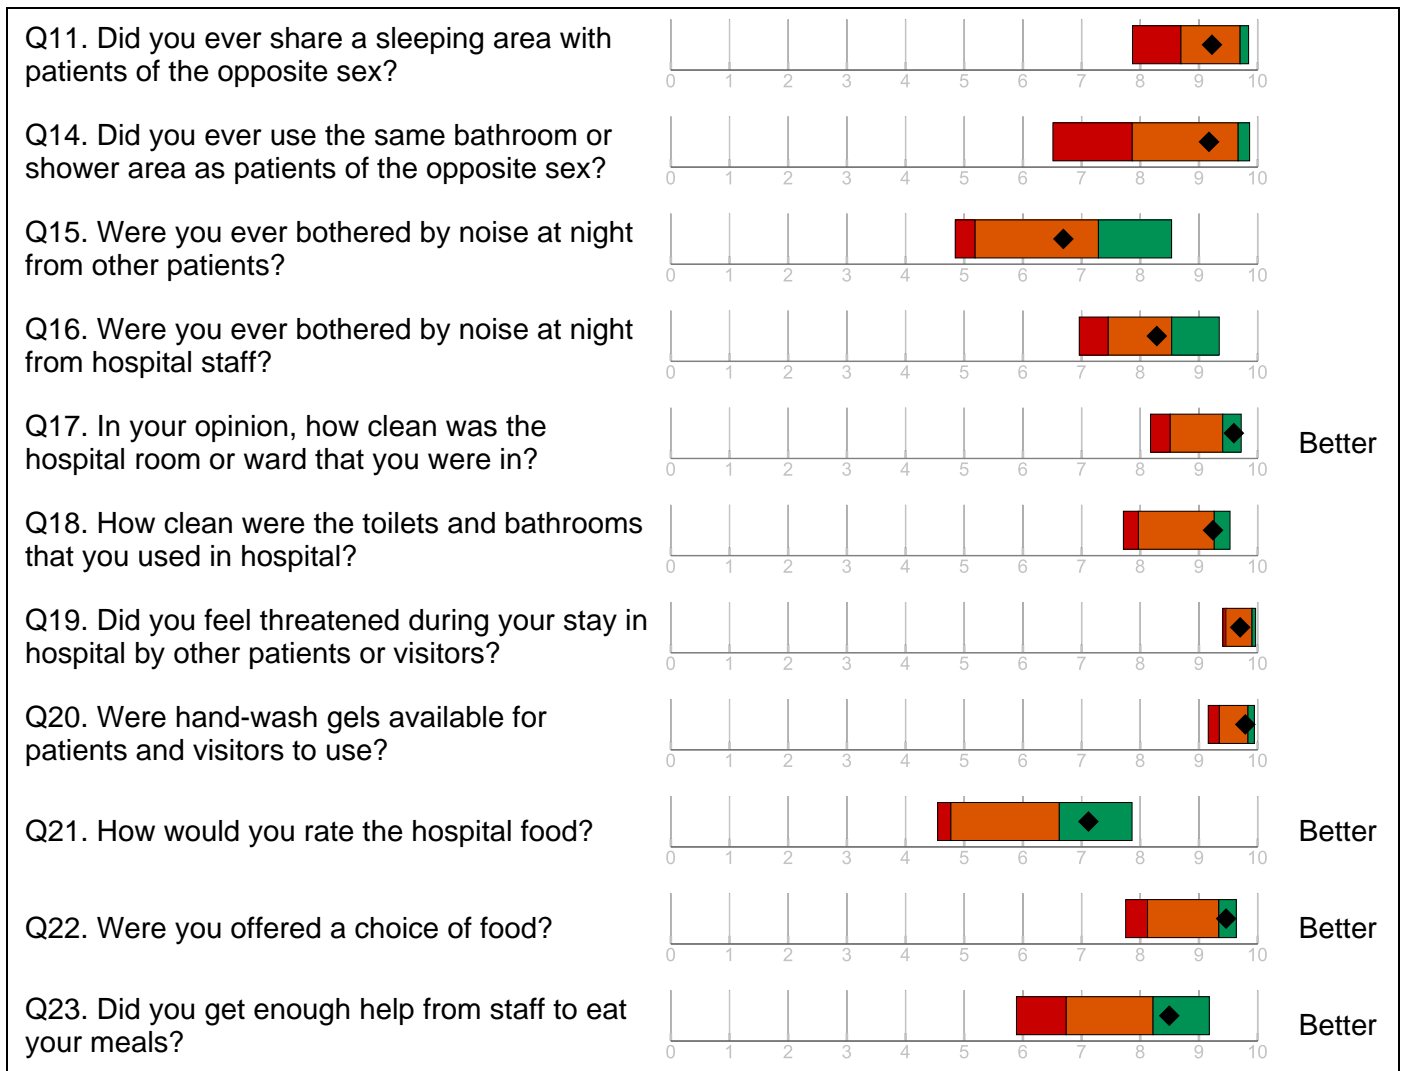 Q11. Did you ever share a sleeping area with
patients of the opposite sex?
0 1 2 3 4 5 6 7 8 9 10
Q14. Did you ever use the same bathroom or
shower area as patients of the opposite sex?
0 1 2 3 4 5 6 7 8 9 10
Q15. Were you ever bothered by noise at night
from other patients?
0 1 2 3 4 5 6 7 8 9 10
Q16. Were you ever bothered by noise at night
from hospital staff?
0 1 2 3 4 5 6 7 8 9 10
Q17. In your opinion, how clean was the
hospital room or ward that you were in?
Better
0 1 2 3 4 5 6 7 8 9 10
Q18. How clean were the toilets and bathrooms
that you used in hospital?
0 1 2 3 4 5 6 7 8 9 10
Q19. Did you feel threatened during your stay in
hospital by other patients or visitors?
0 1 2 3 4 5 6 7 8 9 10
Q20. Were hand-wash gels available for
patients and visitors to use?
0 1 2 3 4 5 6 7 8 9 10
Q21. How would you rate the hospital food?
Better
0 1 2 3 4 5 6 7 8 9 10
Q22. Were you offered a choice of food?
Better
0 1 2 3 4 5 6 7 8 9 10
Q23. Did you get enough help from staff to eat
your meals?
Better
0 1 2 3 4 5 6 7 8 9 10